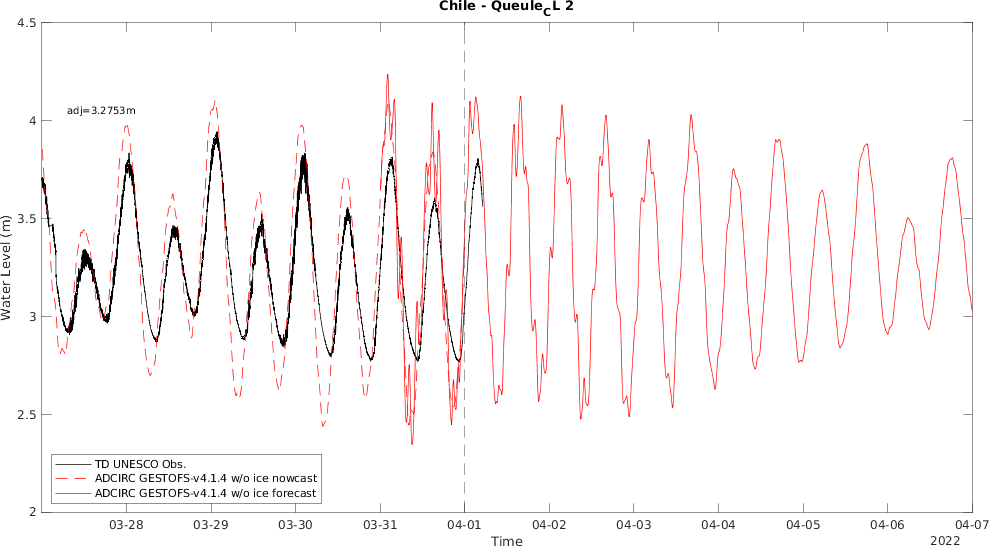 Chile - Queule_C L 2
4.5
4
3.5
3
2.5
2
Water Level (m)
adj=3.2753m
TD UNESCO Obs.
ADCIRC GESTOFS-v4.1.4 w/o ice nowcast
ADCIRC GESTOFS-v4.1.4 w/o ice forecast
03-28 03-29 03-30 03-31 04-01 04-02 04-03 04-04 04-05 04-06 04-07
Time
2022